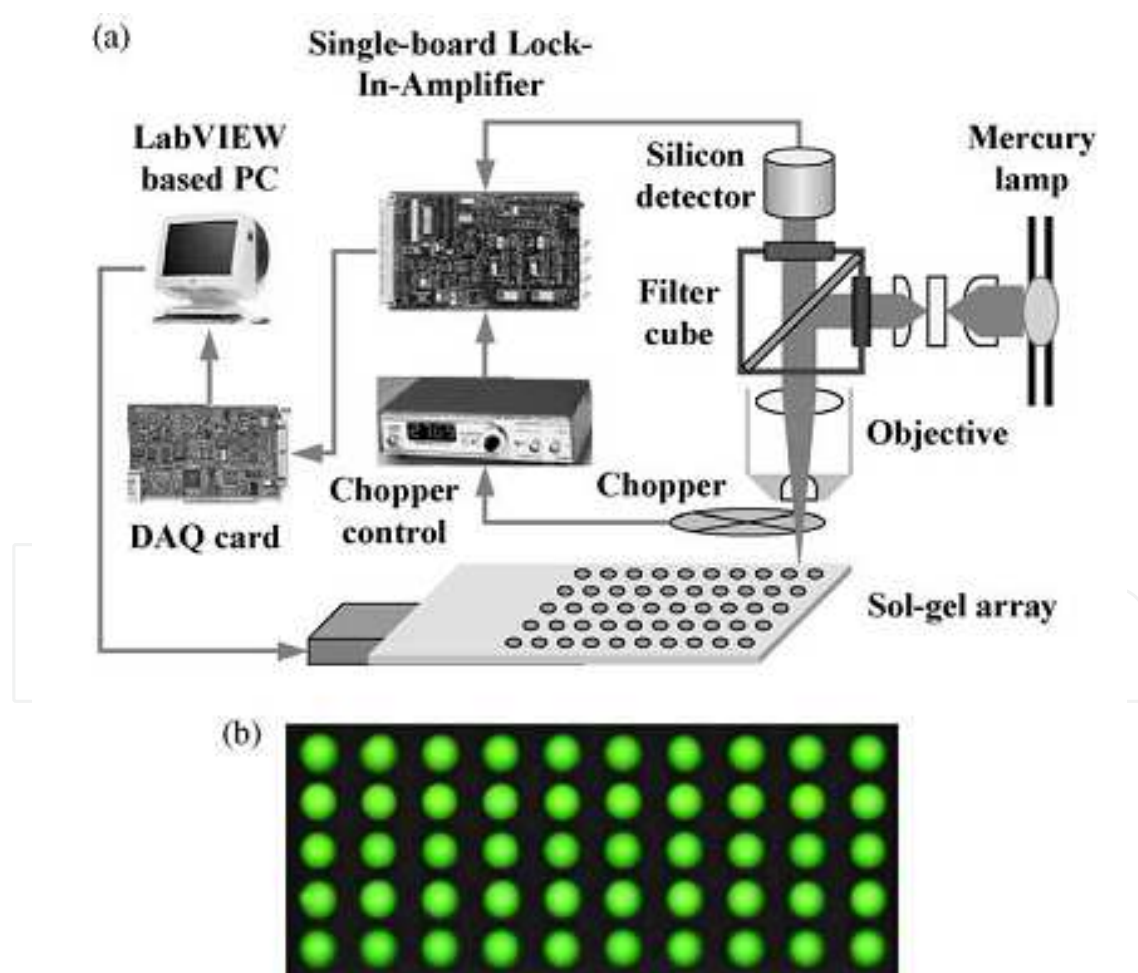 (a)
Single-board Lock-
In-Amplifier
LabVIEW
based PC
Silicon
detector
Mercury
lamp
Filter
cube
Objective
Chopper
Chopper
control
DAQ card
Sol-gel array
(b)